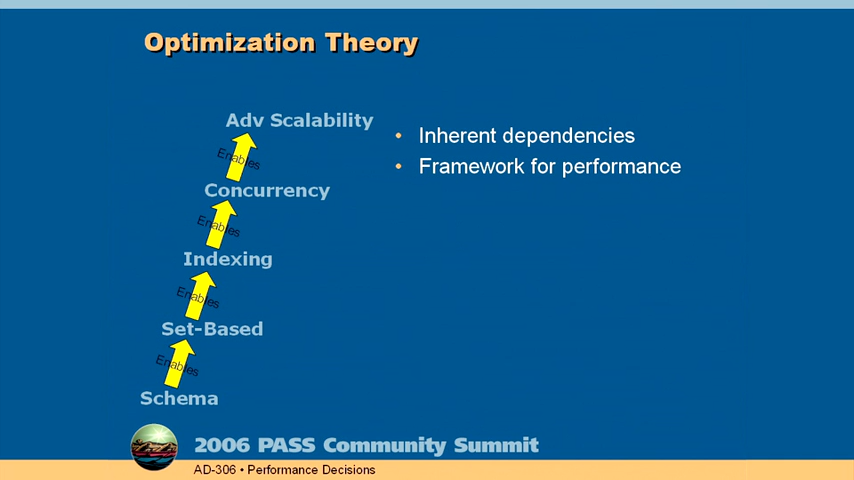 Optimization Theory
Adv Scalability
Enables
Concurrency
Enables
Indexing
Enables
Set-Based
Enables
Schema
• Inherent dependencies
• Framework for performance
2006 PASS Community Summit
AD-306 • Performance Decisions